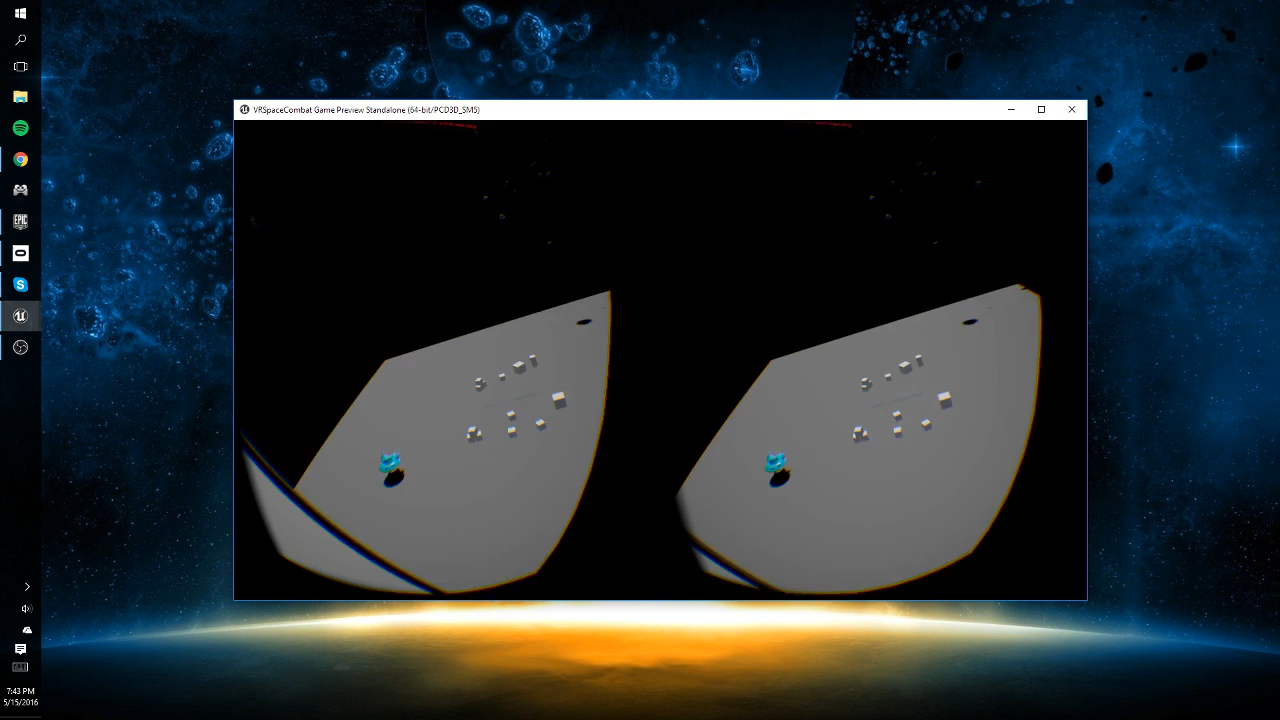 VRSpaceCombat Game Preview Standalone (64-bit/PCD3D_SM5)
EPIC
7:43 PM
5/15/2016